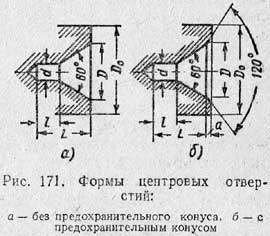 d
60°
D
D₀
l
L
а)
d
60°
D
D₀
120°
l
L
a
б)
Рис. 171. Формы центровых отвер-
стий:
а — без предохранительного конуса, б — с
предохранительным конусом